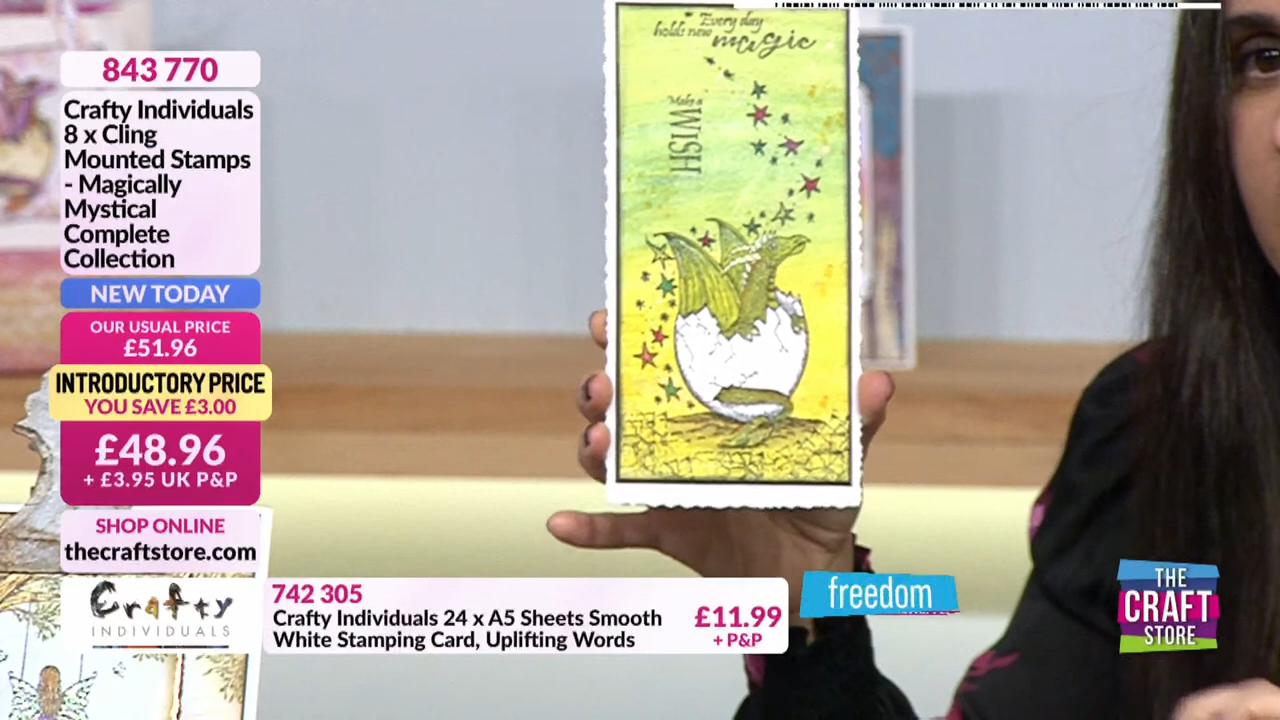 843 770
Crafty Individuals
8 x Cling
Mounted Stamps
- Magically
Mystical
Complete
Collection
NEW TODAY
OUR USUAL PRICE
£51.96
INTRODUCTORY PRICE
YOU SAVE £3.00
£48.96
+ £3.95 UK P&P
SHOP ONLINE
thecraftstore.com
Crafty
INDIVIDUALS
Every day
holds new
magic
Make a
WISH
742 305
Crafty Individuals 24 x A5 Sheets Smooth
White Stamping Card, Uplifting Words
£11.99
+ P&P
freedom
THE
CRAFT
STORE